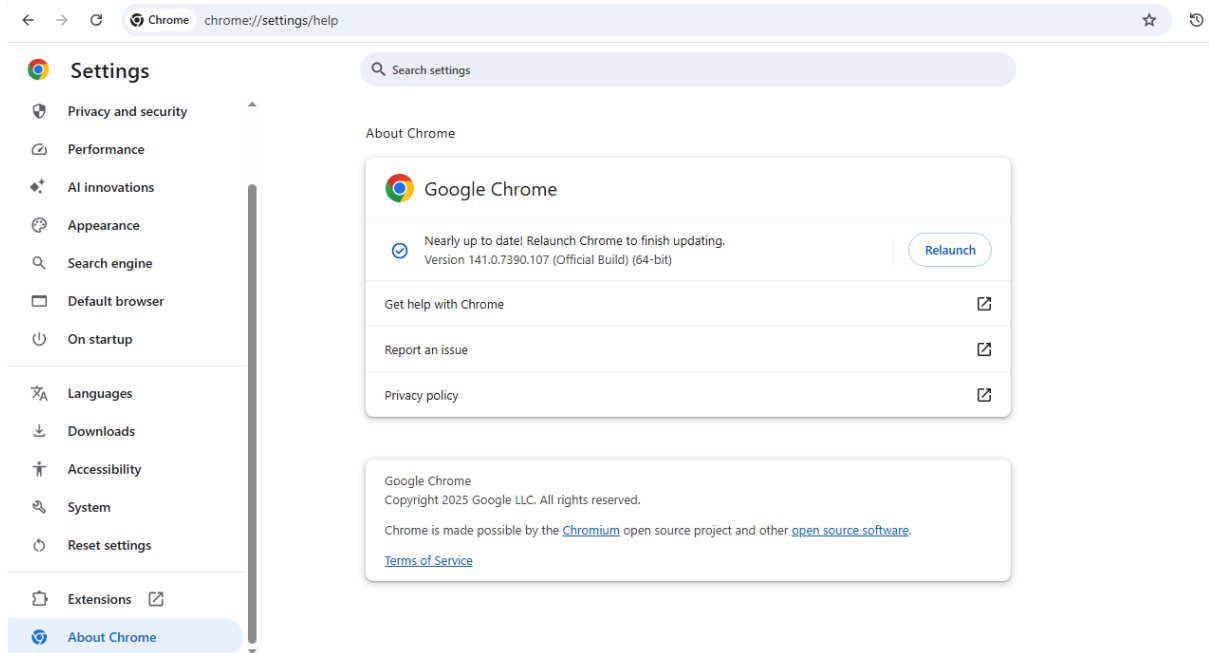 Chrome
chrome://settings/help
Settings
Search settings
Privacy and security
Performance
AI innovations
Appearance
Search engine
Default browser
On startup
Languages
Downloads
Accessibility
System
Reset settings
Extensions
About Chrome
About Chrome
Google Chrome
Nearly up to date! Relaunch Chrome to finish updating.
Version 141.0.7390.107 (Official Build) (64-bit)
Relaunch
Get help with Chrome
Report an issue
Privacy policy
Google Chrome
Copyright 2025 Google LLC. All rights reserved.
Chrome is made possible by the Chromium open source project and other open source software.
Terms of Service